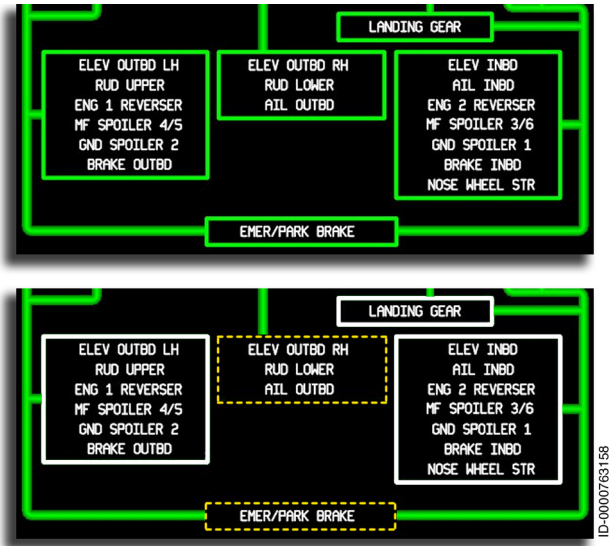 LANDING GEAR
ELEV OUTBD LH
RUD UPPER
ENG 1 REVERSER
MF SPOILER 4/5
GND SPOILER 2
BRAKE OUTBD
ELEV OUTBD RH
RUD LOWER
AIL OUTBD
ELEV INBD
AIL INBD
ENG 2 REVERSER
MF SPOILER 3/6
GND SPOILER 1
BRAKE INBD
NOSE WHEEL STR
EMER/PARK BRAKE
LANDING GEAR
ELEV OUTBD LH
RUD UPPER
ENG 1 REVERSER
MF SPOILER 4/5
GND SPOILER 2
BRAKE OUTBD
ELEV OUTBD RH
RUD LOWER
AIL OUTBD
ELEV INBD
AIL INBD
ENG 2 REVERSER
MF SPOILER 3/6
GND SPOILER 1
BRAKE INBD
NOSE WHEEL STR
EMER/PARK BRAKE
ID-0000763158